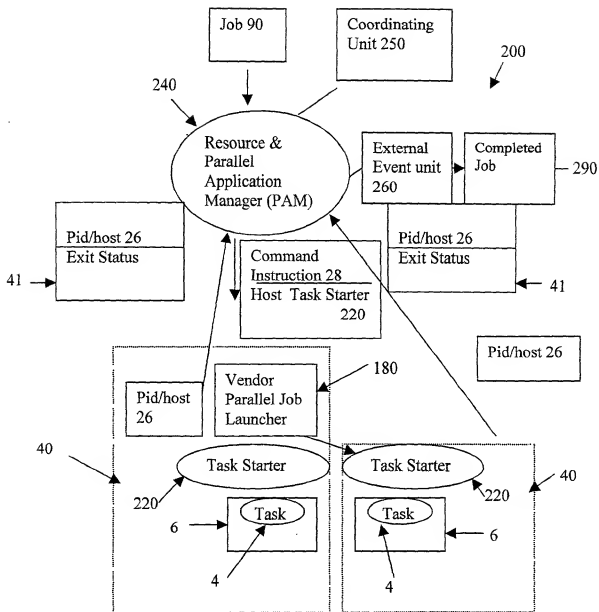 Job 90
Coordinating
Unit 250
200
240
Resource &
Parallel
Application
Manager (PAM)
External
Event unit
260
Completed
Job
290
Pid/host 26
Exit Status
41
Command
Instruction 28
Host Task Starter
220
Pid/host 26
Exit Status
41
Pid/host 26
Pid/host
26
Vendor
Parallel Job
Launcher
180
40
Task Starter
220
Task Starter
220
40
6
Task
4
Task
6
4